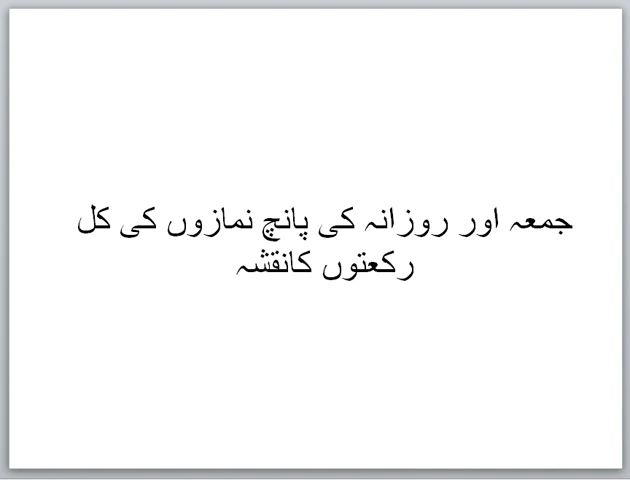 جمعہ اور روزانہ کی پانچ نمازوں کی کل
رکعتوں کانقشہ